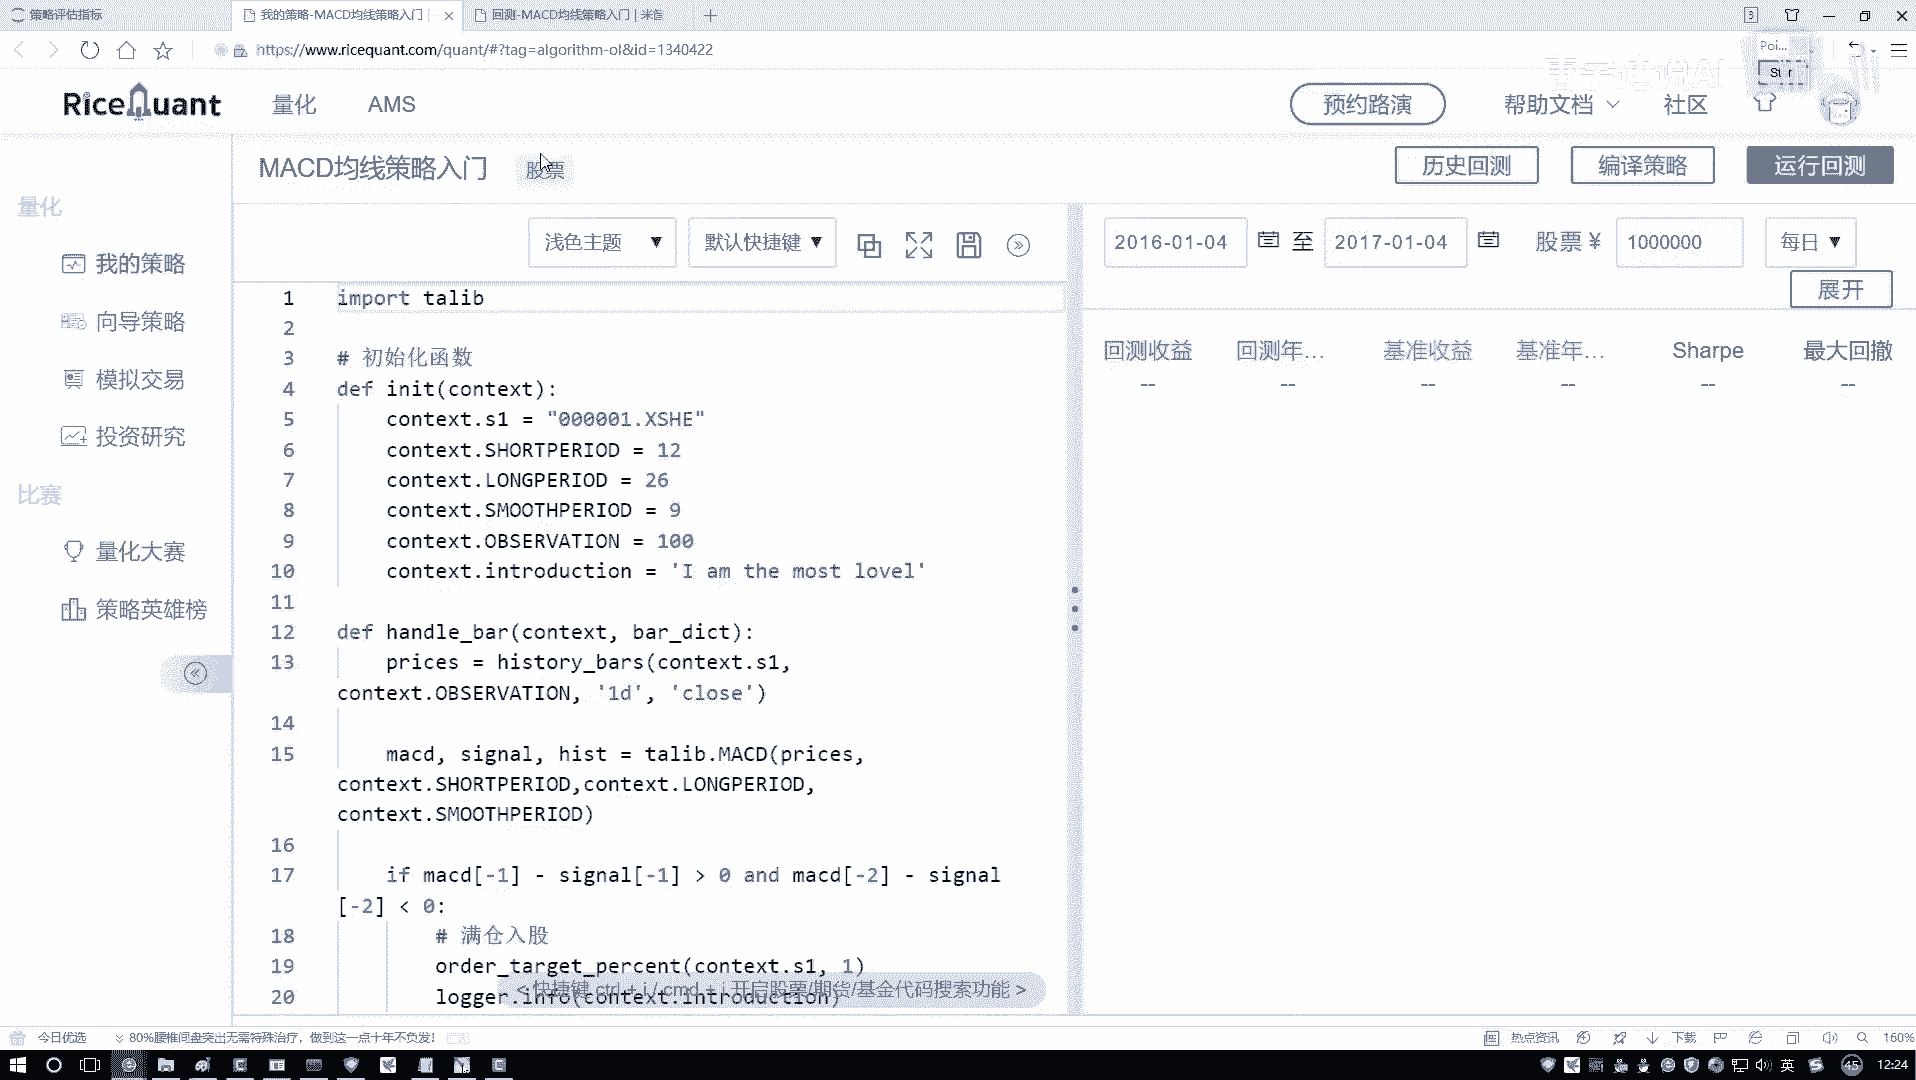 策略评估指标
我的策略-MACD均线策略入门 |
回测-MACD均线策略入门 | 米筐
3
https://www.ricequant.com/quant/#?tag=algorithm-ol&id=1340422
Poi...
RiceQuant
量化
AMS
预约路演
帮助文档
社区
MACD均线策略入门
股票
历史回测
编译策略
运行回测
量化
我的策略
向导策略
模拟交易
投资研究
比赛
量化大赛
策略英雄榜
浅色主题 ▼
默认快捷键 ▼
2016-01-04
至
2017-01-04
股票 ¥
1000000
每日 ▼
展开
回测收益
回测年...
基准收益
基准年...
Sharpe
最大回撤
--
--
--
--
--
--
1 import talib
2
3 # 初始化函数
4 def init(context):
5 context.s1 = "000001.XSHE"
6 context.SHORTPERIOD = 12
7 context.LONGPERIOD = 26
8 context.SMOOTHPERIOD = 9
9 context.OBSERVATION = 100
10 context.introduction = 'I am the most lovel'
11
12 def handle_bar(context, bar_dict):
13 prices = history_bars(context.s1,
context.OBSERVATION, '1d', 'close')
14
15 macd, signal, hist = talib.MACD(prices,
context.SHORTPERIOD,context.LONGPERIOD,
context.SMOOTHPERIOD)
16
17 if macd[-1] - signal[-1] > 0 and macd[-2] - signal
[-2] < 0:
18 # 满仓入股
19 order_target_percent(context.s1, 1)
20 logger.info(context.introduction)
< 快捷键 ctrl + i / cmd + i 开启股票/期货/基金代码搜索功能 >
今日优选
80%腰椎间盘突出无需特殊治疗，做到这一点十年不负发！
热点资讯
下载
160%
英
45
12:24